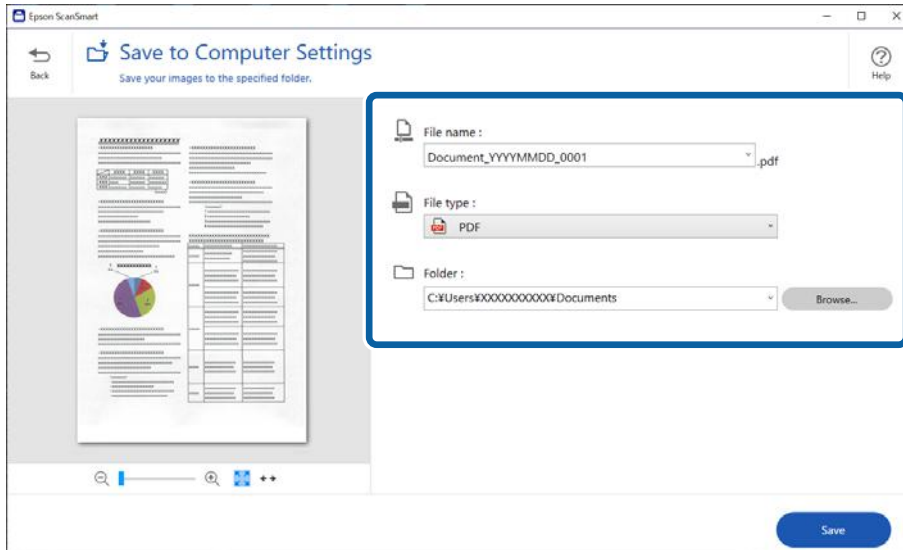 Epson ScanSmart
Back
Save to Computer Settings
Save your images to the specified folder.
Help
File name :
Document_YYYYMMDD_0001
.pdf
File type :
PDF
Folder :
C:¥Users¥XXXXXXXXXXX¥Documents
Browse...
Save